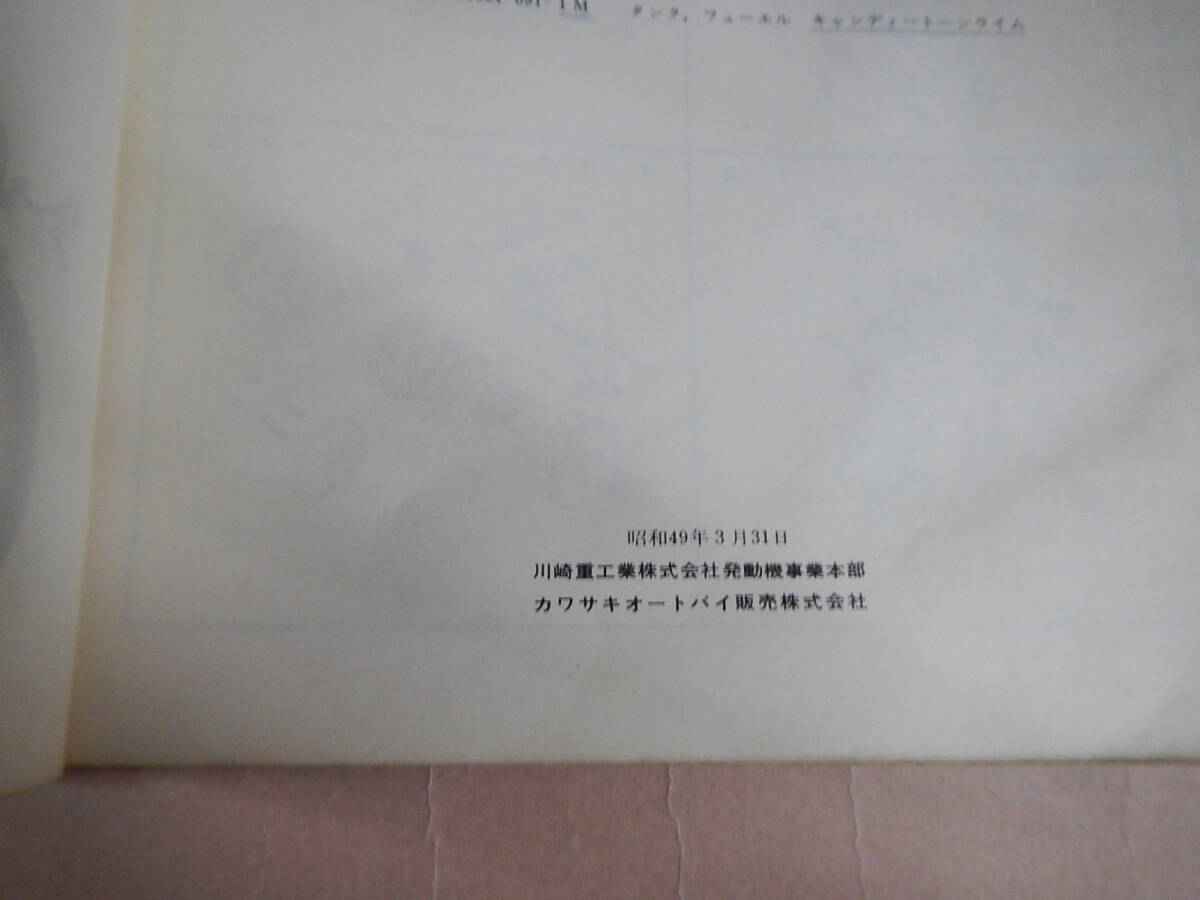 091-1M タンク，フューエル キャンディートーンライム
昭和49年3月31日
川崎重工業株式会社発動機事業本部
カワサキオートバイ販売株式会社